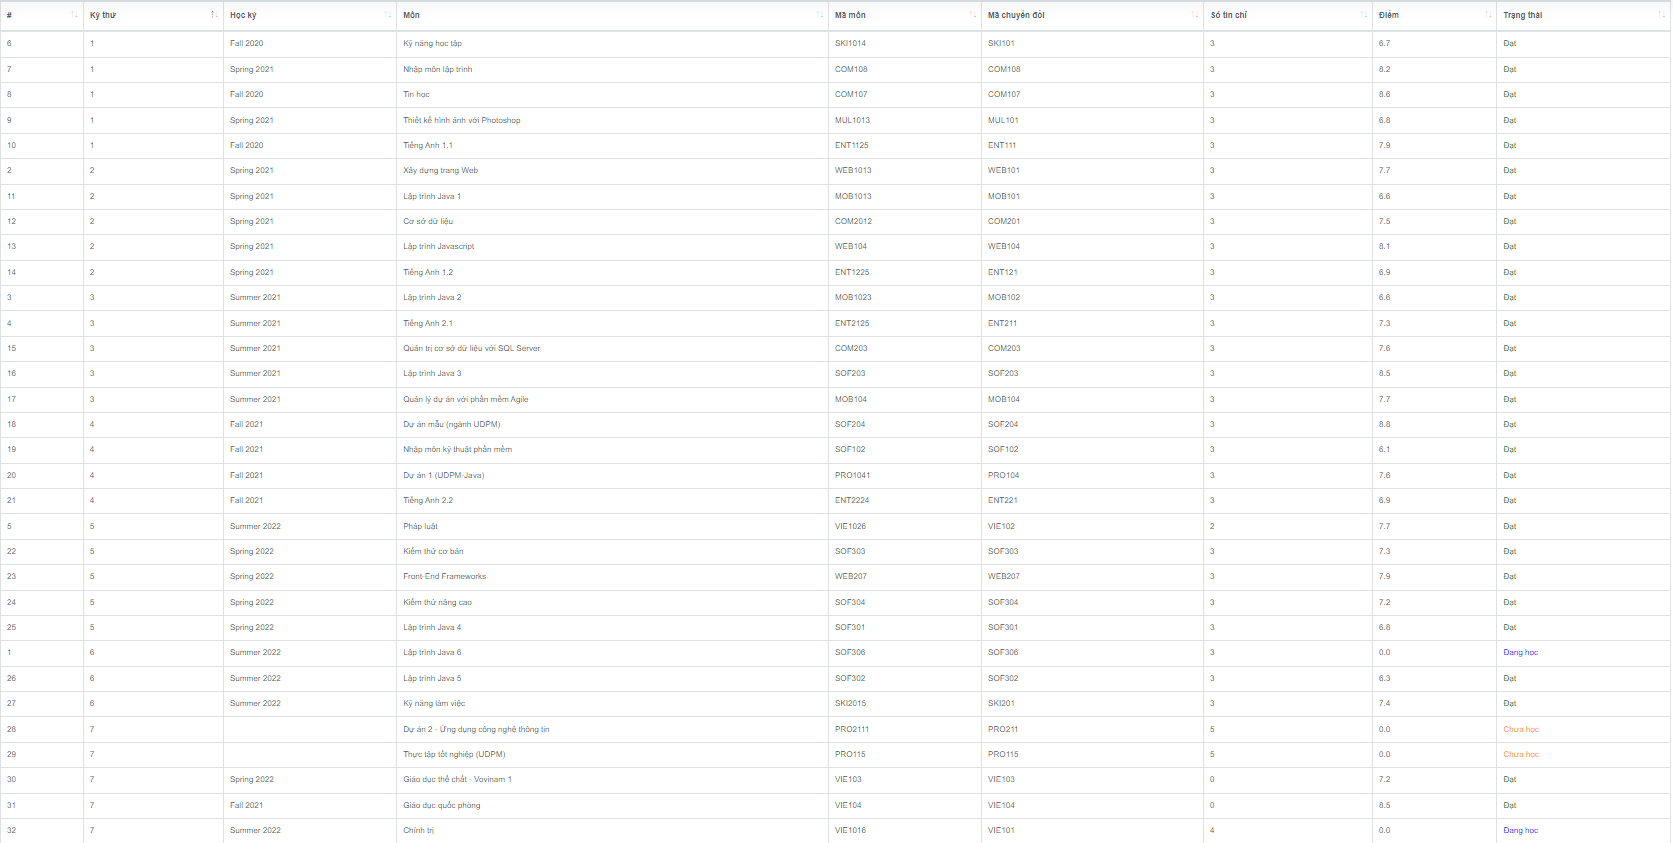 # Kỳ thứ Học kỳ Môn Mã môn Mã chuyển đổi Số tín chỉ Điểm Trạng thái
6 1 Fall 2020 Kỹ năng học tập SKI1014 SKI101 3 6.7 Đạt
7 1 Spring 2021 Nhập môn lập trình COM108 COM108 3 8.2 Đạt
8 1 Fall 2020 Tin học COM107 COM107 3 8.6 Đạt
9 1 Spring 2021 Thiết kế hình ảnh với Photoshop MUL1013 MUL101 3 6.8 Đạt
10 1 Fall 2020 Tiếng Anh 1.1 ENT1125 ENT111 3 7.9 Đạt
2 2 Spring 2021 Xây dựng trang Web WEB1013 WEB101 3 7.7 Đạt
11 2 Spring 2021 Lập trình Java 1 MOB1013 MOB101 3 6.6 Đạt
12 2 Spring 2021 Cơ sở dữ liệu COM2012 COM201 3 7.5 Đạt
13 2 Spring 2021 Lập trình Javascript WEB104 WEB104 3 8.1 Đạt
14 2 Spring 2021 Tiếng Anh 1.2 ENT1225 ENT121 3 6.9 Đạt
3 3 Summer 2021 Lập trình Java 2 MOB1023 MOB102 3 6.6 Đạt
4 3 Summer 2021 Tiếng Anh 2.1 ENT2125 ENT211 3 7.3 Đạt
15 3 Summer 2021 Quản trị cơ sở dữ liệu với SQL Server COM203 COM203 3 7.6 Đạt
16 3 Summer 2021 Lập trình Java 3 SOF203 SOF203 3 8.5 Đạt
17 3 Summer 2021 Quản lý dự án với phần mềm Agile MOB104 MOB104 3 7.7 Đạt
18 4 Fall 2021 Dự án mẫu (ngành UDPM) SOF204 SOF204 3 8.8 Đạt
19 4 Fall 2021 Nhập môn kỹ thuật phần mềm SOF102 SOF102 3 6.1 Đạt
20 4 Fall 2021 Dự án 1 (UDPM-Java) PRO1041 PRO104 3 7.6 Đạt
21 4 Fall 2021 Tiếng Anh 2.2 ENT2224 ENT221 3 6.9 Đạt
5 5 Summer 2022 Pháp luật VIE1026 VIE102 2 7.7 Đạt
22 5 Spring 2022 Kiểm thử cơ bản SOF303 SOF303 3 7.3 Đạt
23 5 Spring 2022 Front-End Frameworks WEB207 WEB207 3 7.9 Đạt
24 5 Spring 2022 Kiểm thử nâng cao SOF304 SOF304 3 7.2 Đạt
25 5 Spring 2022 Lập trình Java 4 SOF301 SOF301 3 6.8 Đạt
1 6 Summer 2022 Lập trình Java 6 SOF306 SOF306 3 0.0 Đang học
26 6 Summer 2022 Lập trình Java 5 SOF302 SOF302 3 6.3 Đạt
27 6 Summer 2022 Kỹ năng làm việc SKI2015 SKI201 3 7.4 Đạt
28 7 Dự án 2 - Ứng dụng công nghệ thông tin PRO2111 PRO211 5 0.0 Chưa học
29 7 Thực tập tốt nghiệp (UDPM) PRO115 PRO115 5 0.0 Chưa học
30 7 Spring 2022 Giáo dục thể chất - Vovinam 1 VIE103 VIE103 0 7.2 Đạt
31 7 Fall 2021 Giáo dục quốc phòng VIE104 VIE104 0 8.5 Đạt
32 7 Summer 2022 Chính trị VIE1016 VIE101 4 0.0 Đang học